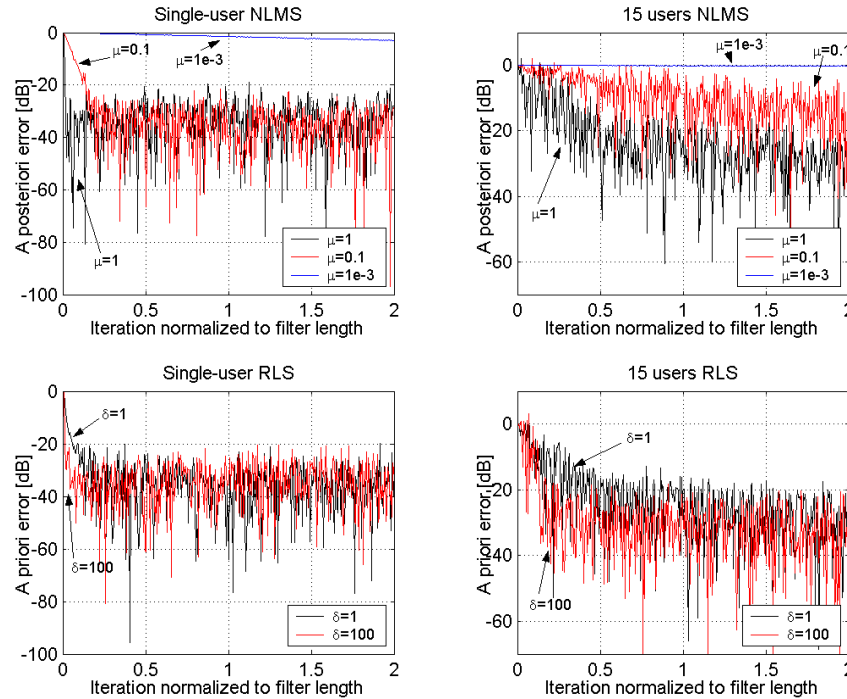 Single-user NLMS
A posteriori error [dB]
0
-20
-40
-60
-80
-100
μ=0.1
μ=1e-3
μ=1
μ=1
μ=0.1
μ=1e-3
0
0.5
1
1.5
2
Iteration normalized to filter length
15 users NLMS
A posteriori error [dB]
0
-20
-40
-60
μ=1e-3
μ=0.1
μ=1
μ=1
μ=0.1
μ=1e-3
0
0.5
1
1.5
2
Iteration normalized to filter length
Single-user RLS
A priori error [dB]
0
-20
-40
-60
-80
-100
δ=1
δ=100
δ=1
δ=100
0
0.5
1
1.5
2
Iteration normalized to filter length
15 users RLS
A priori error [dB]
0
-20
-40
-60
δ=1
δ=100
δ=1
δ=100
0
0.5
1
1.5
2
Iteration normalized to filter length